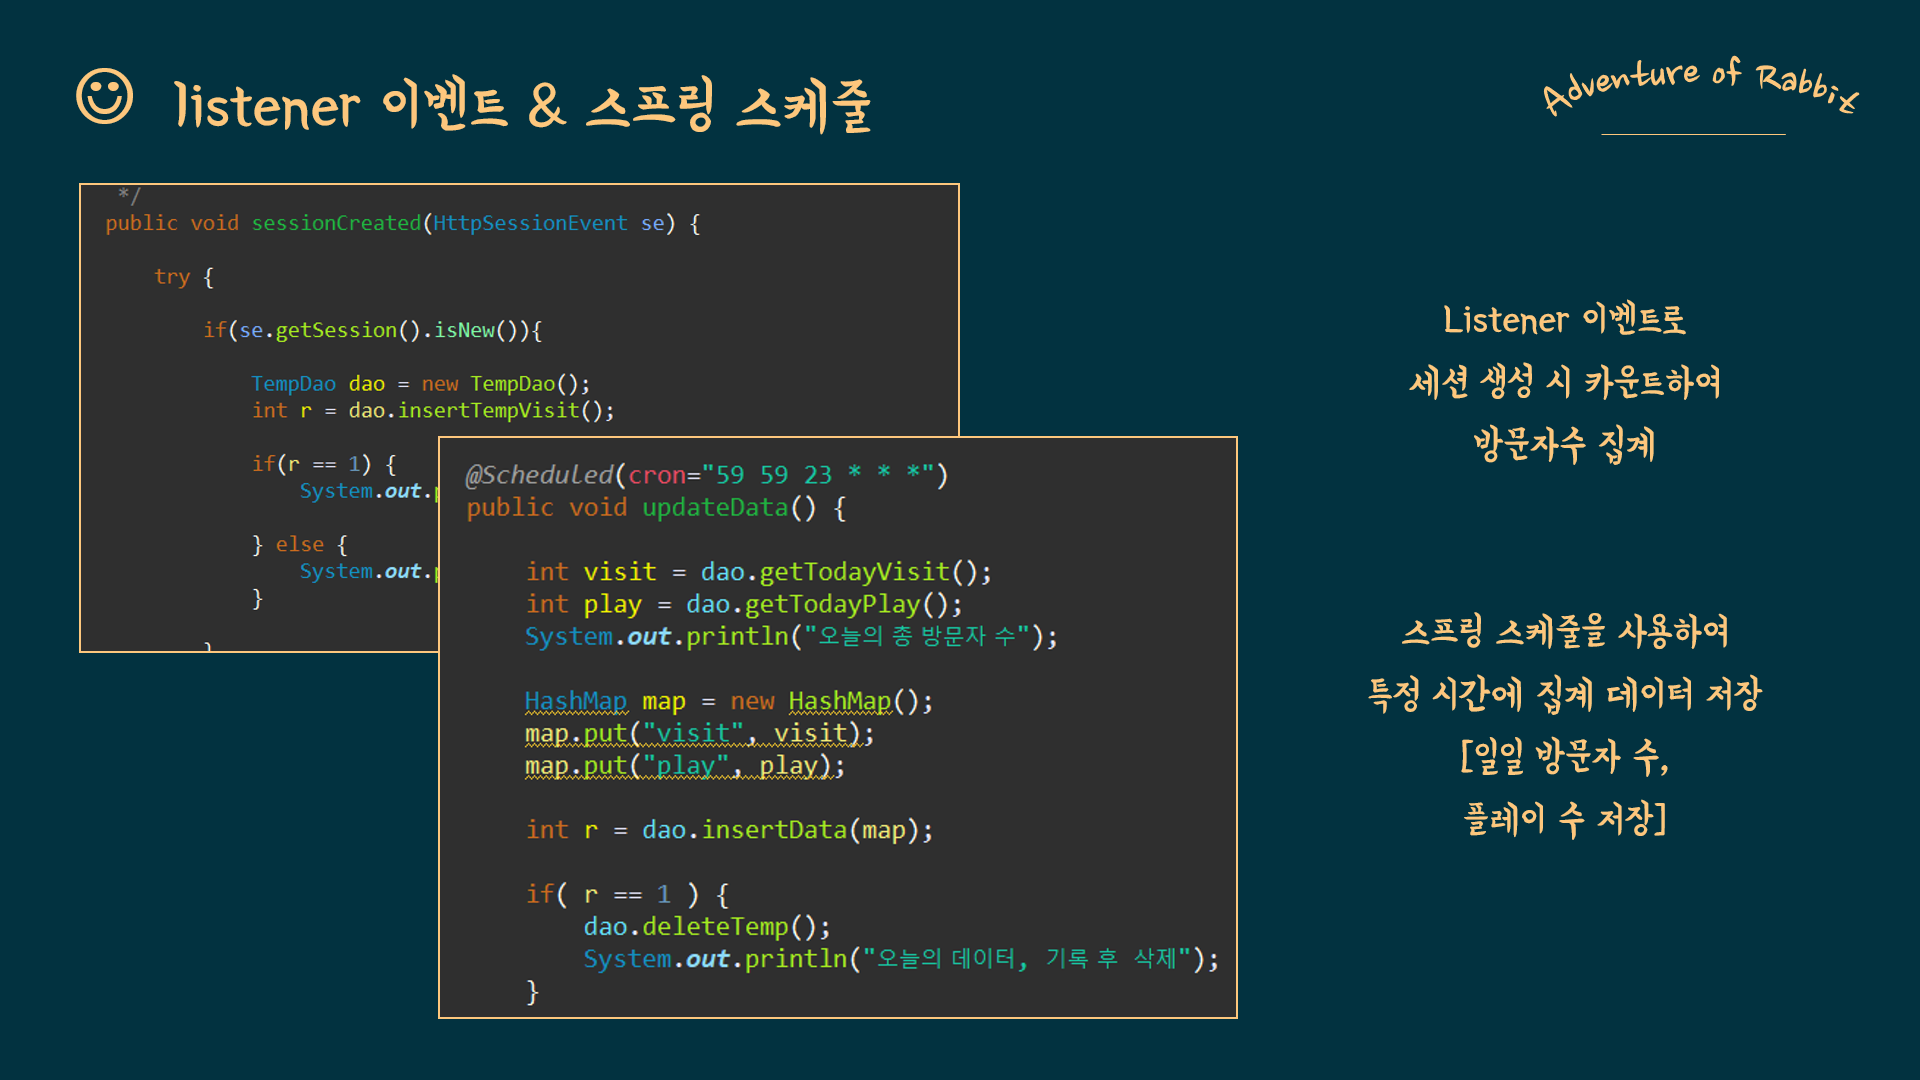 listener 이벤트 & 스프링 스케줄
Adventure of Rabbit
*/
public void sessionCreated(HttpSessionEvent se) {
try {
if(se.getSession().isNew()){
TempDao dao = new TempDao();
int r = dao.insertTempVisit();
if(r == 1) {
System.out.
} else {
System.out.
}
@Scheduled(cron="59 59 23 * * *")
public void updateData() {
int visit = dao.getTodayVisit();
int play = dao.getTodayPlay();
System.out.println("오늘의 총 방문자 수");
HashMap map = new HashMap();
map.put("visit", visit);
map.put("play", play);
int r = dao.insertData(map);
if( r == 1 ) {
dao.deleteTemp();
System.out.println("오늘의 데이터, 기록 후 삭제");
}
Listener 이벤트로
세션 생성 시 카운트하여
방문자수 집계
스프링 스케줄을 사용하여
특정 시간에 집계 데이터 저장
[일일 방문자 수,
플레이 수 저장]